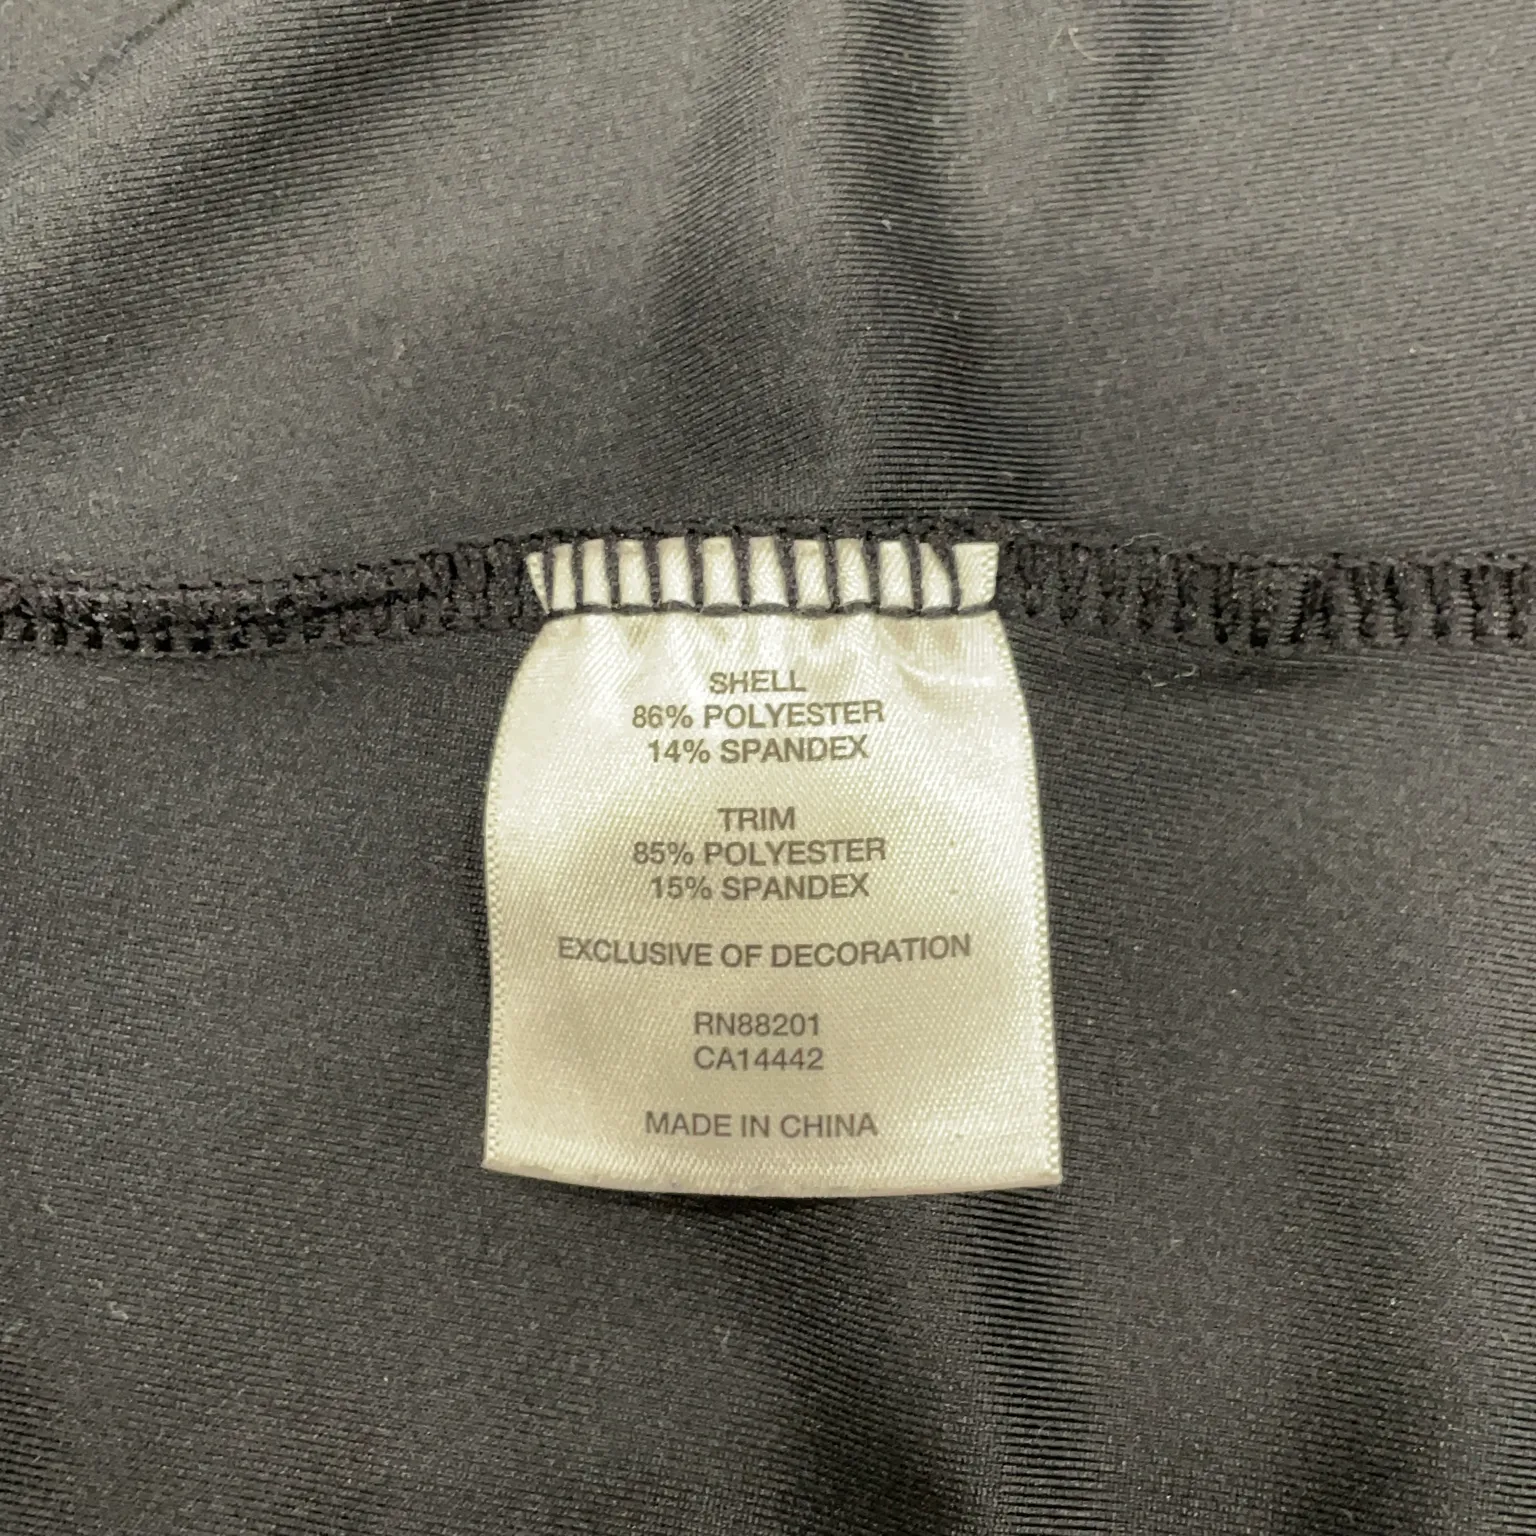 SHELL
86% POLYESTER
14% SPANDEX
TRIM
85% POLYESTER
15% SPANDEX
EXCLUSIVE OF DECORATION
RN88201
CA14442
MADE IN CHINA